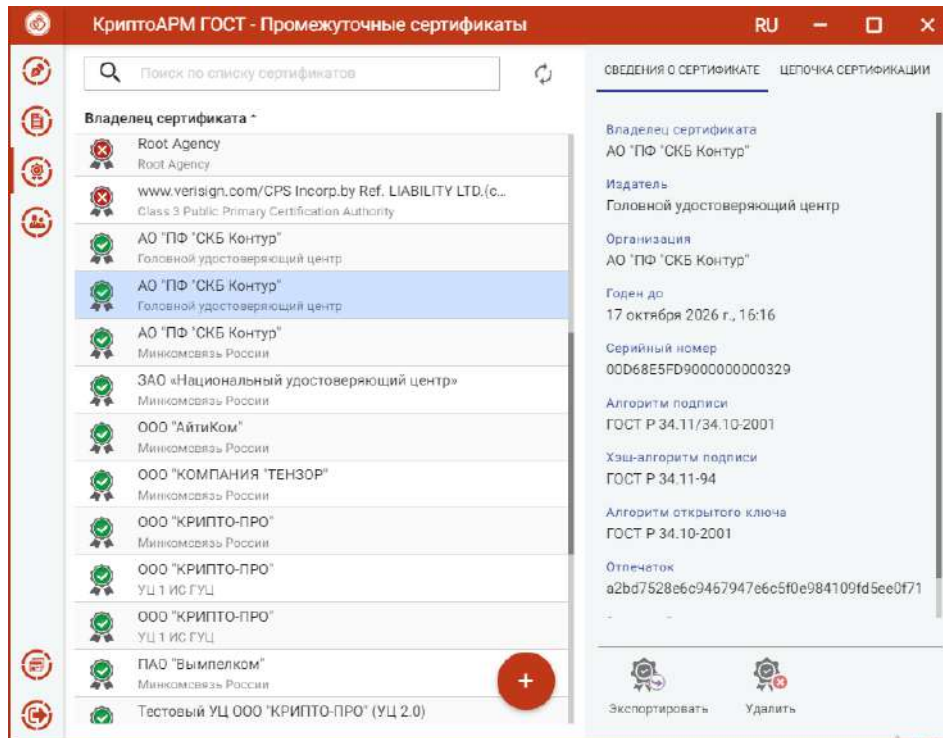 КриптоАРМ ГОСТ - Промежуточные сертификаты
RU
Поиск по списку сертификатов
Владелец сертификата
Root Agency
Root Agency
www.verisign.com/CPS Incorp.by Ref. LIABILITY LTD.(c...
Class 3 Public Primary Certification Authority
АО "ПФ "СКБ Контур"
Головной удостоверяющий центр
АО "ПФ "СКБ Контур"
Головной удостоверяющий центр
АО "ПФ "СКБ Контур"
Минкомсвязь России
ЗАО «Национальный удостоверяющий центр»
Минкомсвязь России
ООО "АйтиКом"
Минкомсвязь России
ООО "КОМПАНИЯ "ТЕНЗОР"
Минкомсвязь России
ООО "КРИПТО-ПРО"
Минкомсвязь России
ООО "КРИПТО-ПРО"
УЦ 1 ИС ГУЦ
ООО "КРИПТО-ПРО"
УЦ 1 ИС ГУЦ
ПАО "Вымпелком"
Минкомсвязь России
Тестовый УЦ ООО "КРИПТО-ПРО" (УЦ 2.0)
СВЕДЕНИЯ О СЕРТИФИКАТЕ
ЦЕПОЧКА СЕРТИФИКАЦИИ
Владелец сертификата
АО "ПФ "СКБ Контур"
Издатель
Головной удостоверяющий центр
Организация
АО "ПФ "СКБ Контур"
Годен до
17 октября 2026 г., 16:16
Серийный номер
00D68E5FD9000000000329
Алгоритм подписи
ГОСТ Р 34.11/34.10-2001
Хэш-алгоритм подписи
ГОСТ Р 34.11-94
Алгоритм открытого ключа
ГОСТ Р 34.10-2001
Отпечаток
a2bd7528e6c9467947e6c5f0e984109fd5ee0f71
Экспортировать
Удалить